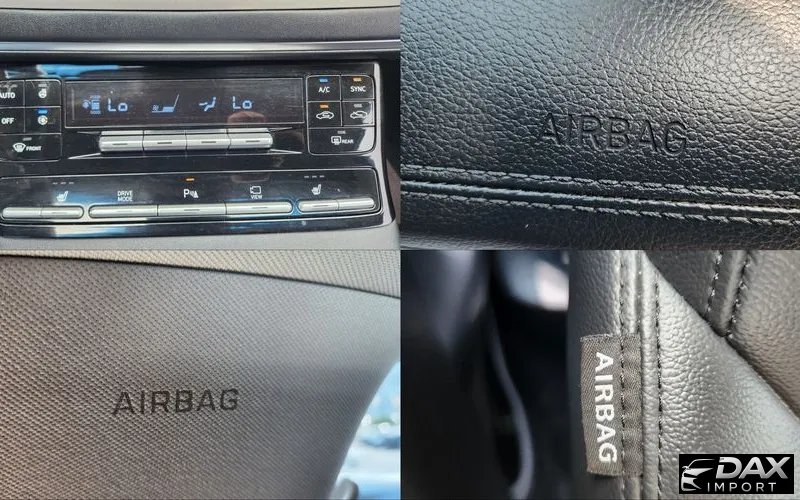 A/C
SYNC
AUTO
Lo
Lo
OFF
FRONT
REAR
DRIVE
MODE
P
VIEW
AIRBAG
AIRBAG
AIRBAG
DAX
IMPORT